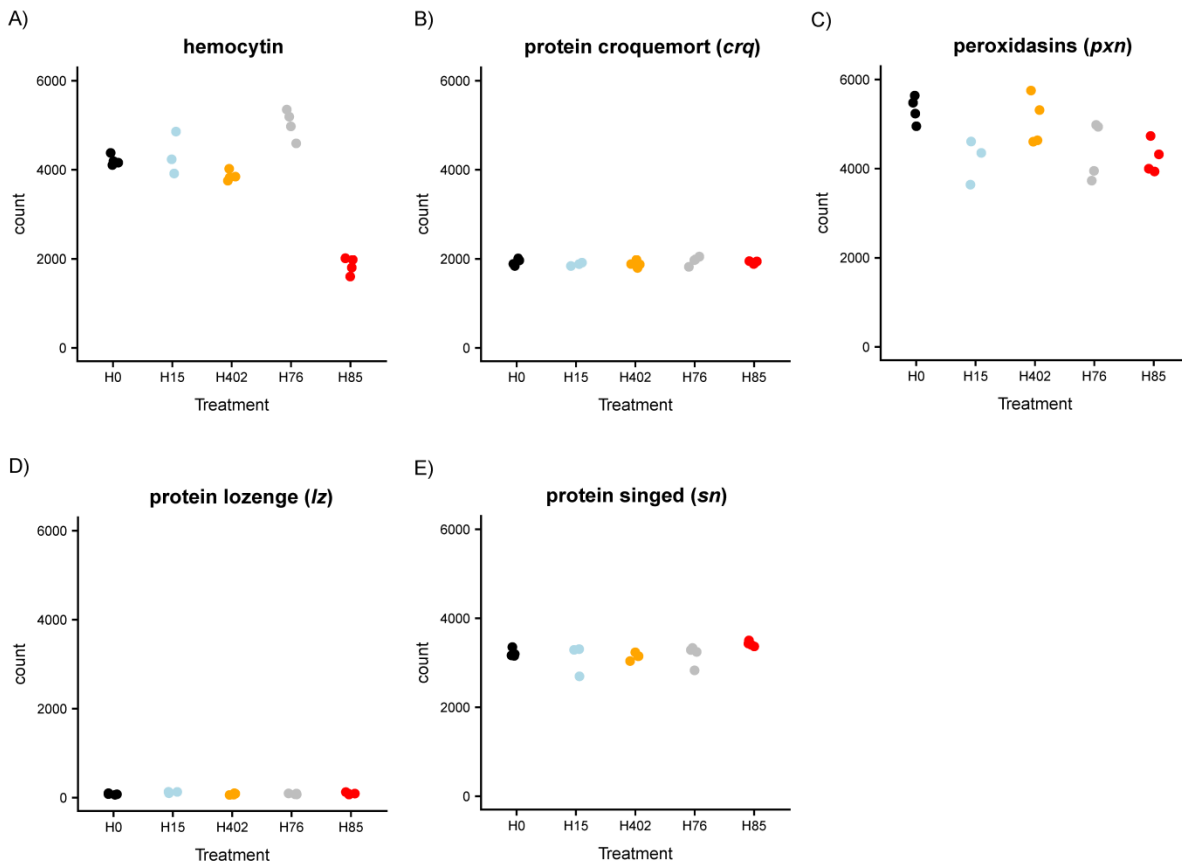 A)
hemocytin
6000
4000
2000
0
count
H0 H15 H402 H76 H85
Treatment
B)
protein croquemort (crq)
6000
4000
2000
0
count
H0 H15 H402 H76 H85
Treatment
C)
peroxidasins (pxn)
6000
4000
2000
0
count
H0 H15 H402 H76 H85
Treatment
D)
protein lozenge (lz)
6000
4000
2000
0
count
H0 H15 H402 H76 H85
Treatment
E)
protein singed (sn)
6000
4000
2000
0
count
H0 H15 H402 H76 H85
Treatment